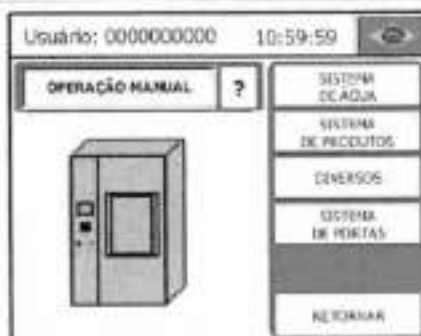 Usuário: 0000000000 10:59:59
OPERAÇÃO MANUAL ?
SISTEMA
DE ÁGUA
SISTEMA
DE PRODUTOS
DIVERSOS
SISTEMA
DE PORTAS
RETORNAR